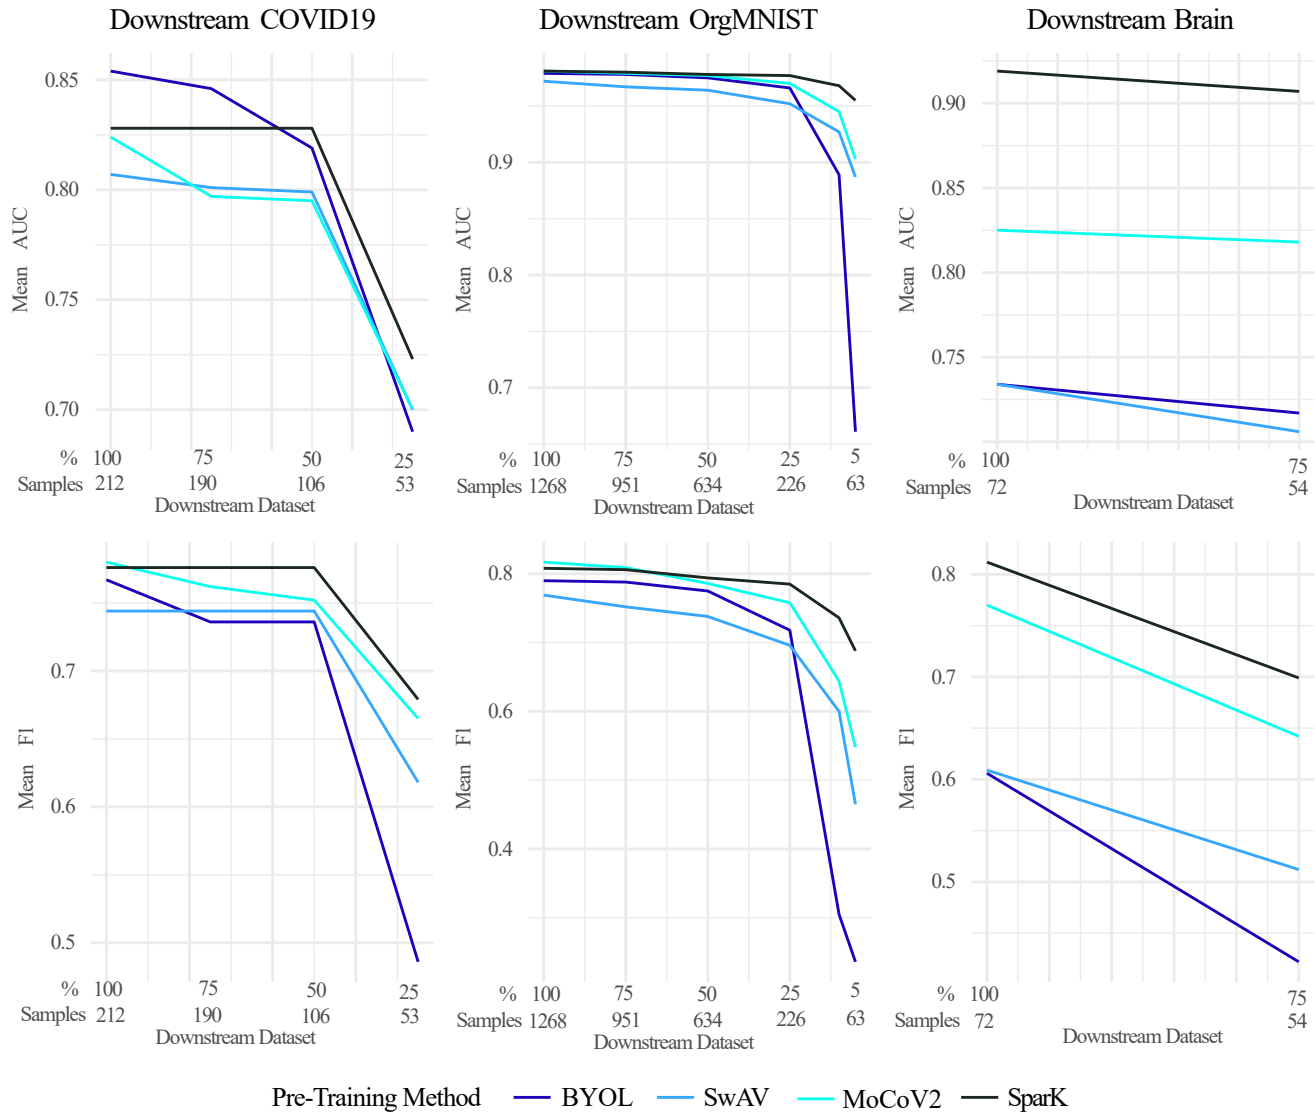 Downstream COVID19
Downstream OrgMNIST
Downstream Brain
Mean AUC
0.85
0.80
0.75
0.70
% 100 75 50 25
Samples 212 190 106 53
Downstream Dataset
Mean AUC
0.9
0.8
0.7
% 100 75 50 25 5
Samples 1268 951 634 226 63
Downstream Dataset
Mean AUC
0.90
0.85
0.80
0.75
% 100 75
Samples 72 54
Downstream Dataset
Mean F1
0.7
0.6
0.5
% 100 75 50 25
Samples 212 190 106 53
Downstream Dataset
Mean F1
0.8
0.6
0.4
% 100 75 50 25 5
Samples 1268 951 634 226 63
Downstream Dataset
Mean F1
0.8
0.7
0.6
0.5
% 100 75
Samples 72 54
Downstream Dataset
Pre-Training Method BYOL SwAV MoCoV2 SparK